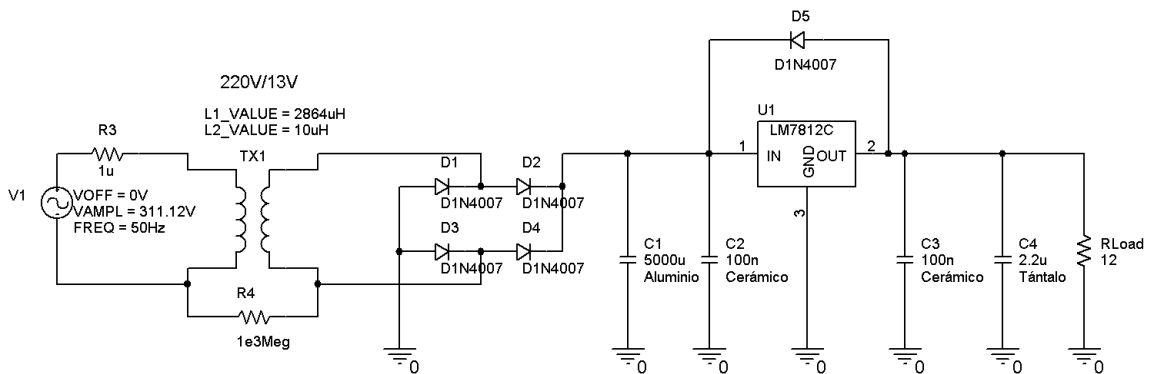 220V/13V
L1_VALUE = 2864uH
L2_VALUE = 10uH
TX1
R3
1u
V1
VOFF = 0V
VAMPL = 311.12V
FREQ = 50Hz
R4
1e3Meg
D1
D1N4007
D2
D1N4007
D3
D1N4007
D4
D1N4007
0
C1
5000u
Aluminio
0
C2
100n
Cerámico
0
D5
D1N4007
U1
LM7812C
1
IN
GND
OUT
2
3
0
C3
100n
Cerámico
0
C4
2.2u
Tántalo
0
RLoad
12
0